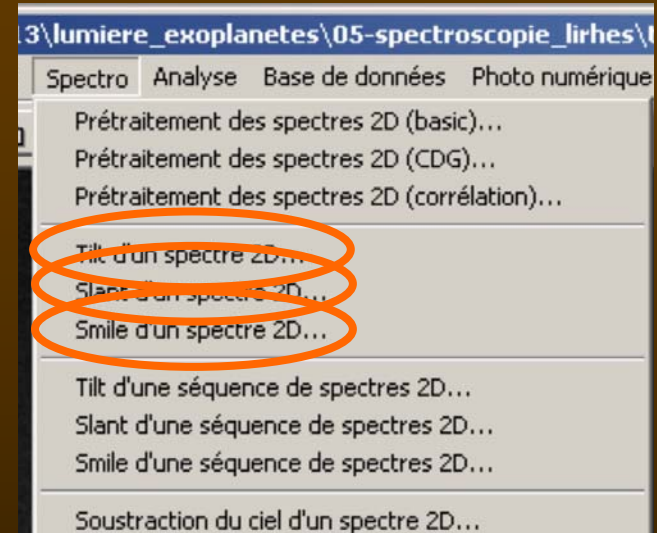 13\lumiere_exoplanetes\05-spectroscopie_lirhes\
Spectro Analyse Base de données Photo numérique
Prétraitement des spectres 2D (basic)...
Prétraitement des spectres 2D (CDG)...
Prétraitement des spectres 2D (corrélation)...
Tilt d'un spectre 2D...
Slant d'un spectre 2D...
Smile d'un spectre 2D...
Tilt d'une séquence de spectres 2D...
Slant d'une séquence de spectres 2D...
Smile d'une séquence de spectres 2D...
Soustraction du ciel d'un spectre 2D...